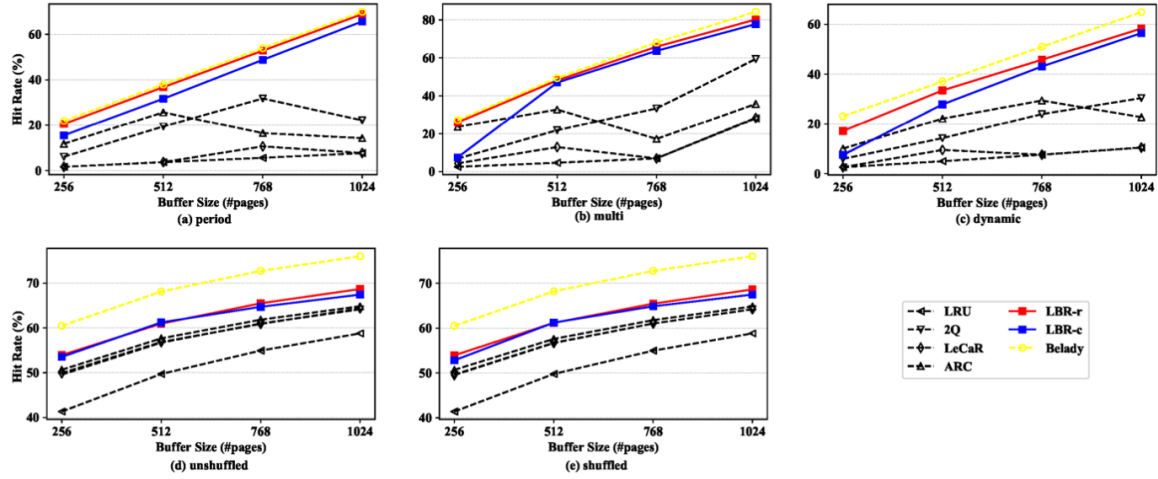 Hit Rate (%)
60
40
20
0
256
512
768
1024
Buffer Size (#pages)
(a) period
80
60
40
20
0
256
512
768
1024
Buffer Size (#pages)
(b) multi
60
40
20
0
256
512
768
1024
Buffer Size (#pages)
(c) dynamic
Hit Rate (%)
70
60
50
40
256
512
768
1024
Buffer Size (#pages)
(d) unshuffled
70
60
50
40
256
512
768
1024
Buffer Size (#pages)
(e) shuffled
LRU
2Q
LeCaR
ARC
LBR-r
LBR-c
Belady